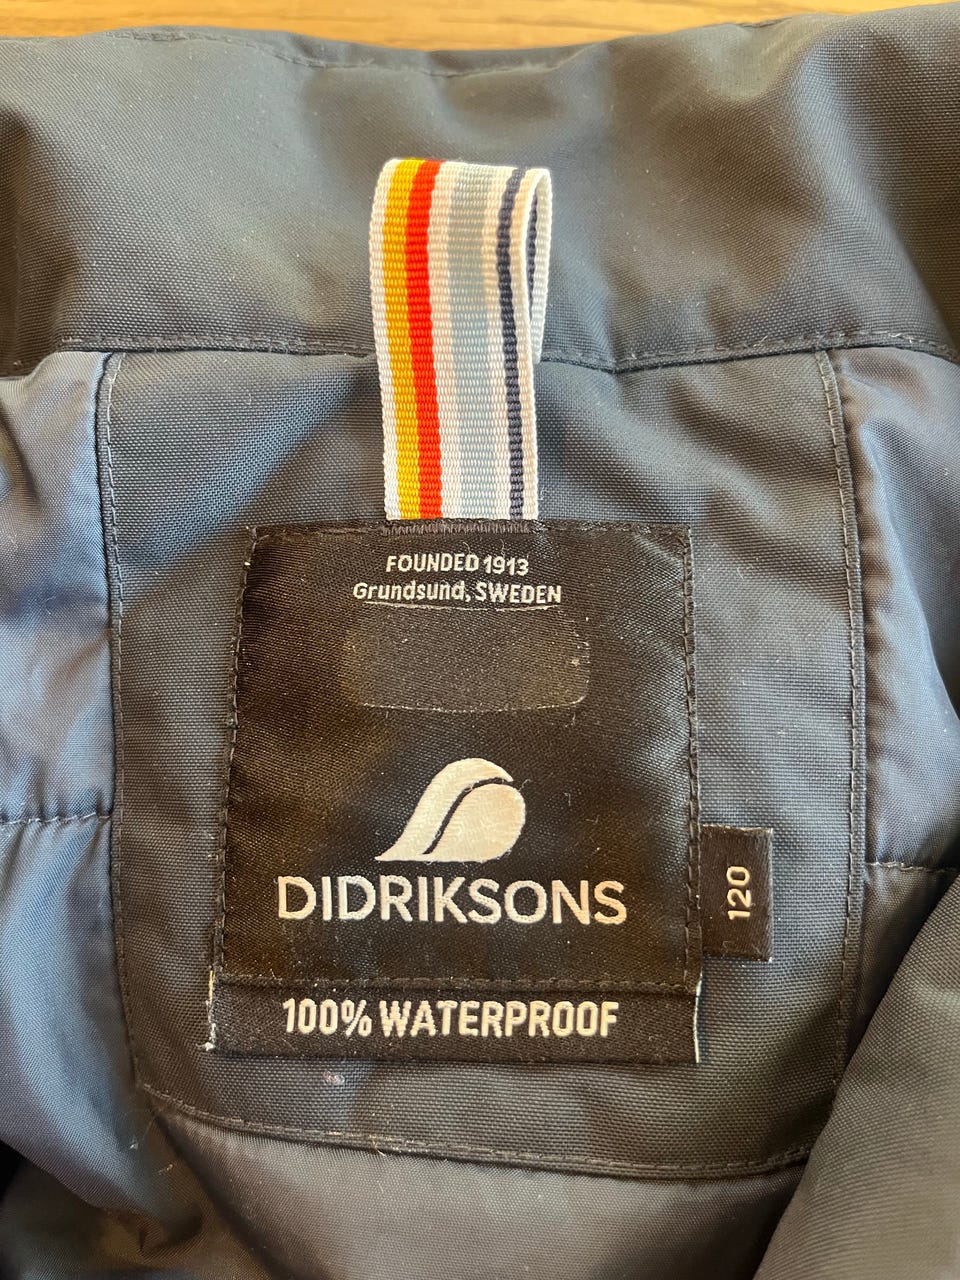 FOUNDED 1913
Grundsund, SWEDEN
DIDRIKSONS
120
100% WATERPROOF